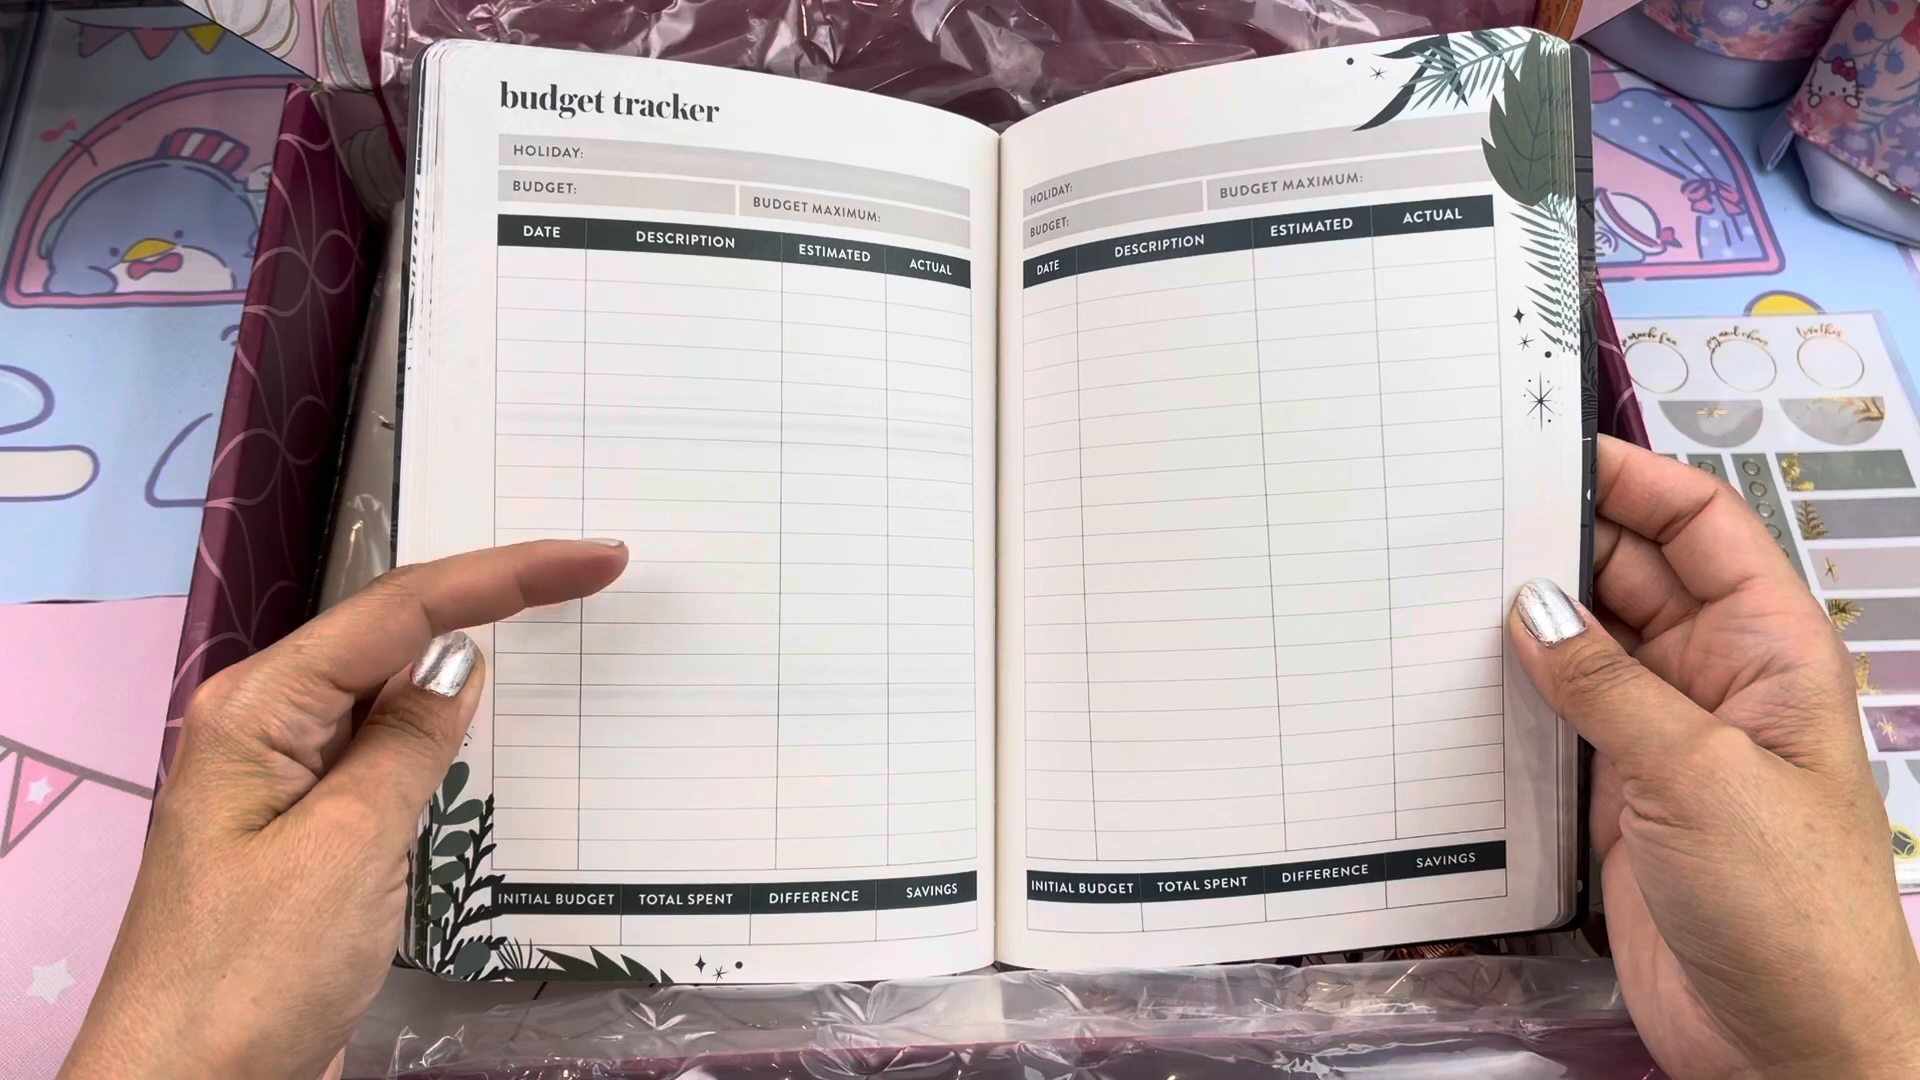 budget tracker
HOLIDAY:
BUDGET: BUDGET MAXIMUM:
DATE DESCRIPTION ESTIMATED ACTUAL
INITIAL BUDGET TOTAL SPENT DIFFERENCE SAVINGS
HOLIDAY:
BUDGET: BUDGET MAXIMUM:
DATE DESCRIPTION ESTIMATED ACTUAL
INITIAL BUDGET TOTAL SPENT DIFFERENCE SAVINGS